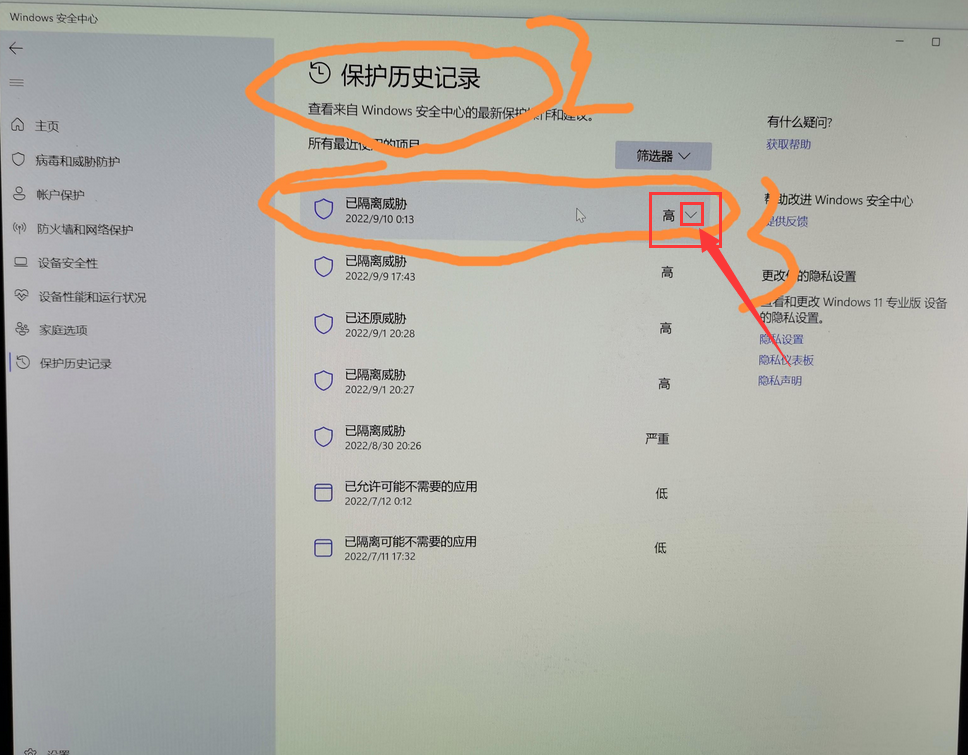 Windows 安全中心
主页
病毒和威胁防护
帐户保护
防火墙和网络保护
设备安全性
设备性能和运行状况
家庭选项
保护历史记录
设置
2
保护历史记录
查看来自 Windows 安全中心的最新保护操作和建议。
所有最近使用的项目
筛选器
已隔离威胁
2022/9/10 0:13
高
已隔离威胁
2022/9/9 17:43
高
已还原威胁
2022/9/1 20:28
高
已隔离威胁
2022/9/1 20:27
高
已隔离威胁
2022/8/30 20:26
严重
已允许可能不需要的应用
2022/7/12 0:12
低
已隔离可能不需要的应用
2022/7/11 17:32
低
3
有什么疑问?
获取帮助
帮助改进 Windows 安全中心
提供反馈
更改你的隐私设置
查看和更改 Windows 11 专业版 设备
的隐私设置。
隐私设置
隐私仪表板
隐私声明